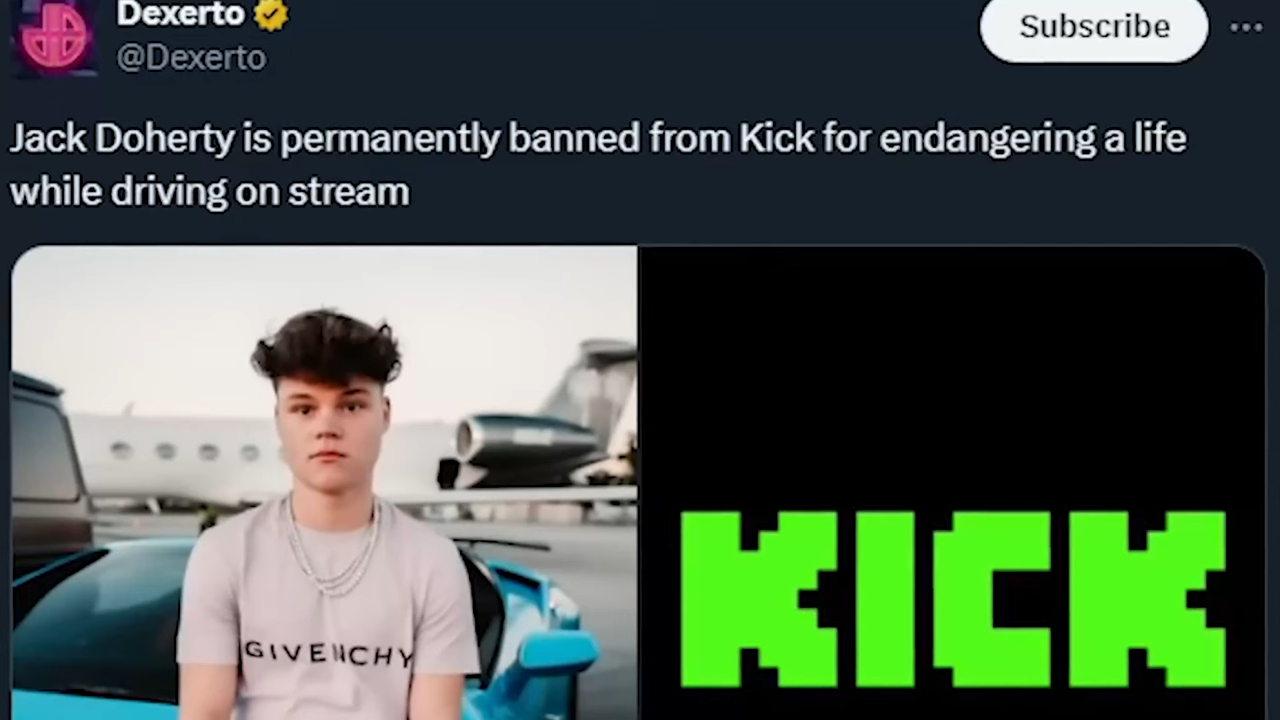 Dexerto
@Dexerto
Subscribe
Jack Doherty is permanently banned from Kick for endangering a life
while driving on stream
GIVENCHY
KICK